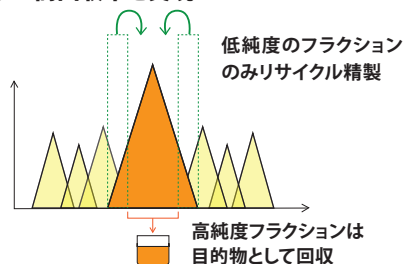 低純度のフラクション
のみリサイクル精製
高純度フラクションは
目的物として回収